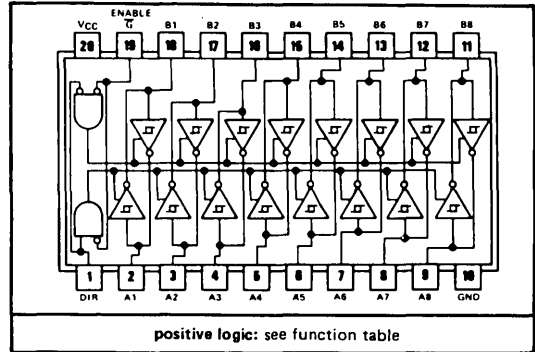 ENABLE
VCC G B1 B2 B3 B4 B5 B6 B7 B8
20 19 18 17 16 15 14 13 12 11
1 2 3 4 5 6 7 8 9 10
DIR A1 A2 A3 A4 A5 A6 A7 A8 GND
positive logic: see function table